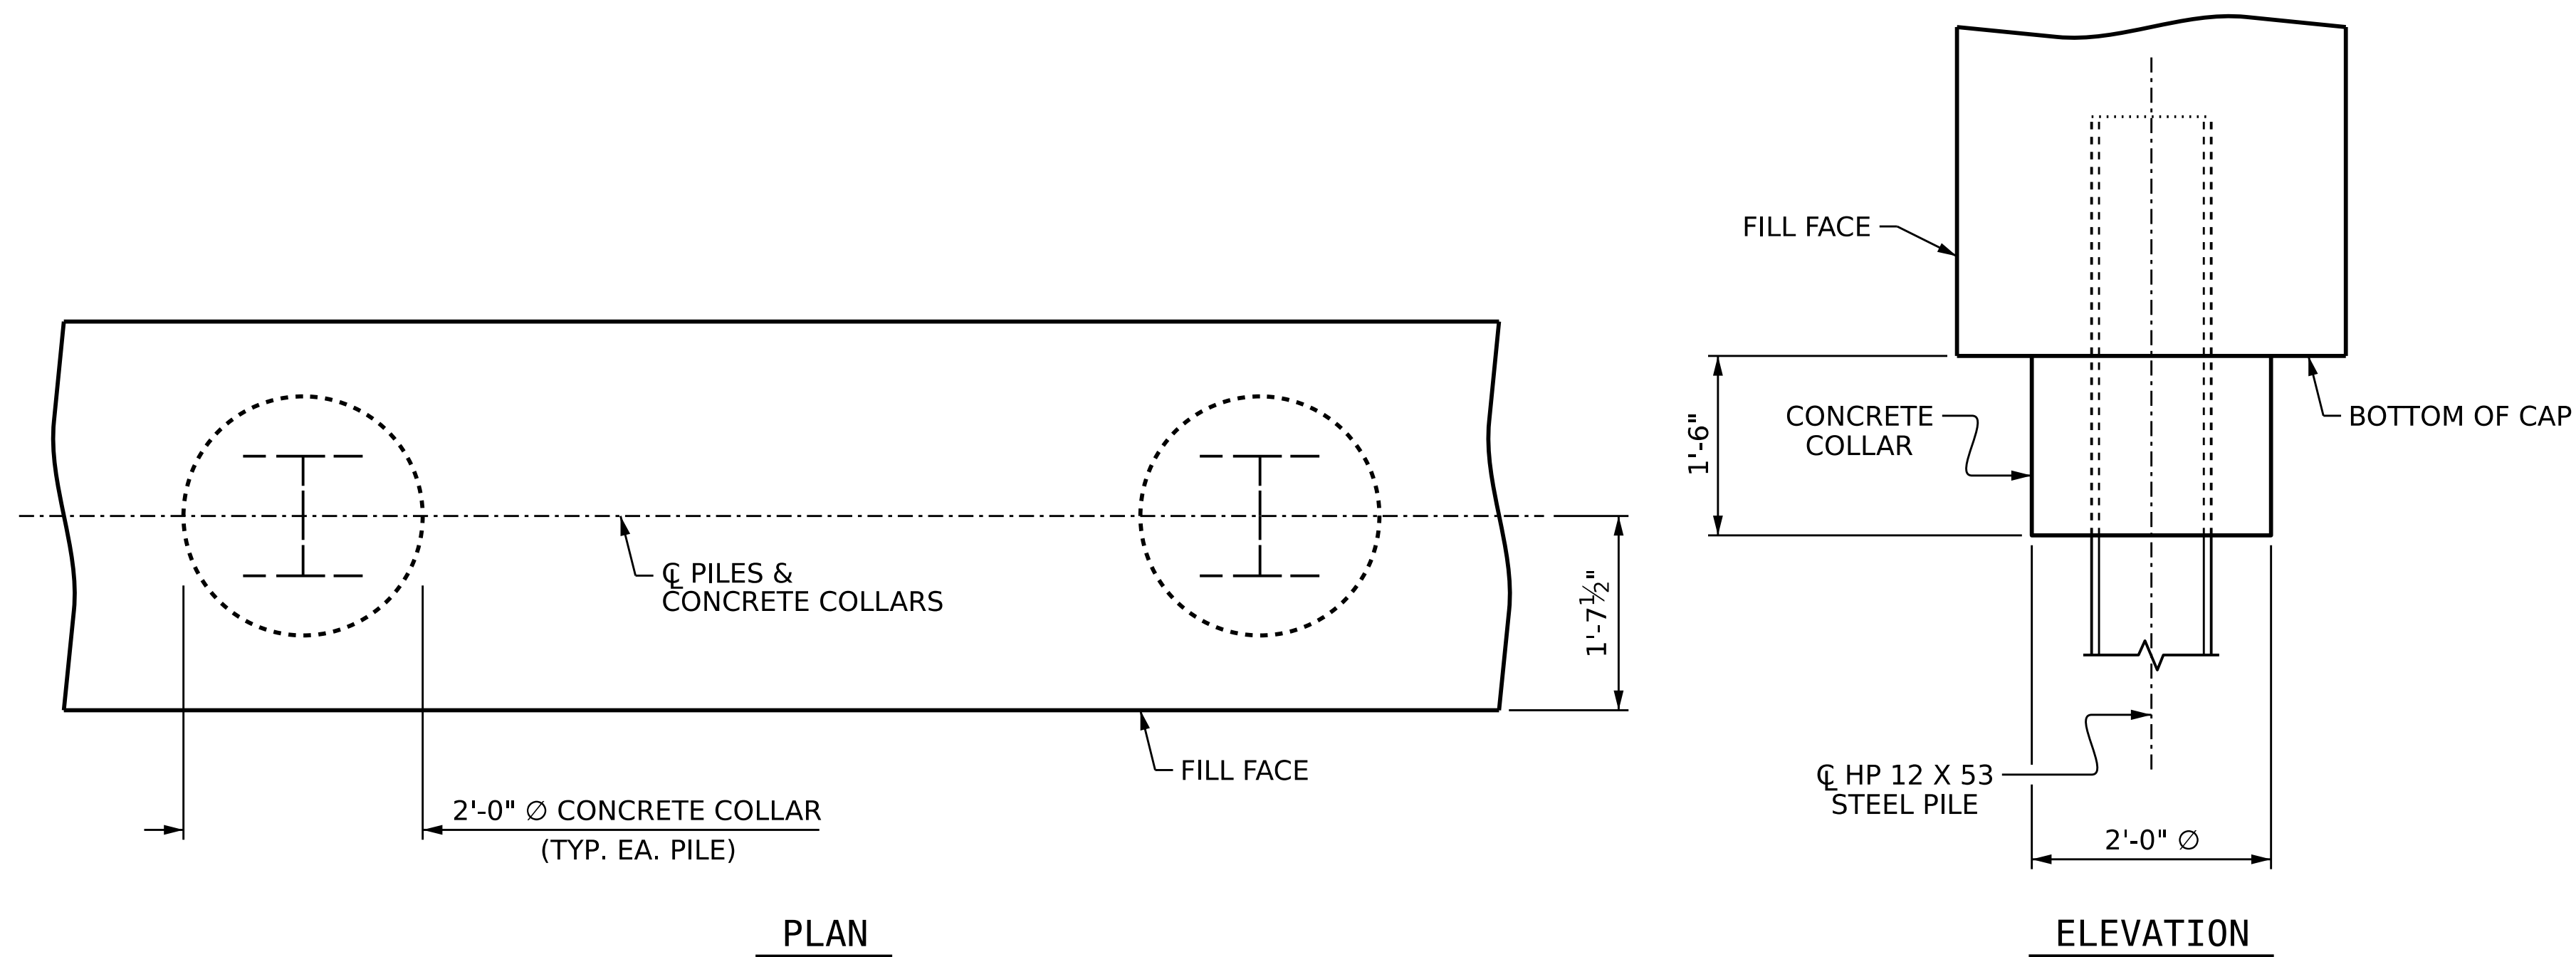 ℄ PILES &
CONCRETE COLLARS
1'-7½"
FILL FACE
2'-0" ∅ CONCRETE COLLAR
(TYP. EA. PILE)
PLAN
FILL FACE
1'-6"
CONCRETE
COLLAR
BOTTOM OF CAP
℄ HP 12 X 53
STEEL PILE
2'-0" ∅
ELEVATION